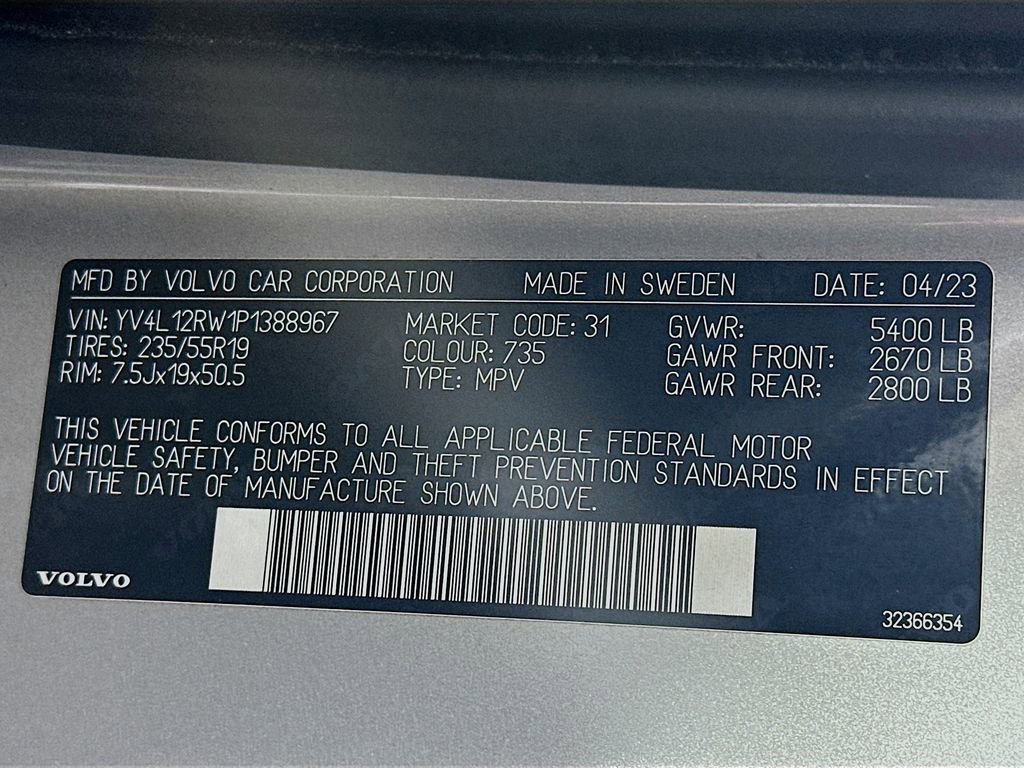 MFD BY VOLVO CAR CORPORATION MADE IN SWEDEN DATE: 04/23
VIN: YV4L12RW1P1388967 MARKET CODE: 31 GVWR: 5400 LB
TIRES: 235/55R19 COLOUR: 735 GAWR FRONT: 2670 LB
RIM: 7.5Jx19x50.5 TYPE: MPV GAWR REAR: 2800 LB
THIS VEHICLE CONFORMS TO ALL APPLICABLE FEDERAL MOTOR
VEHICLE SAFETY, BUMPER AND THEFT PREVENTION STANDARDS IN EFFECT
ON THE DATE OF MANUFACTURE SHOWN ABOVE.
VOLVO
32366354